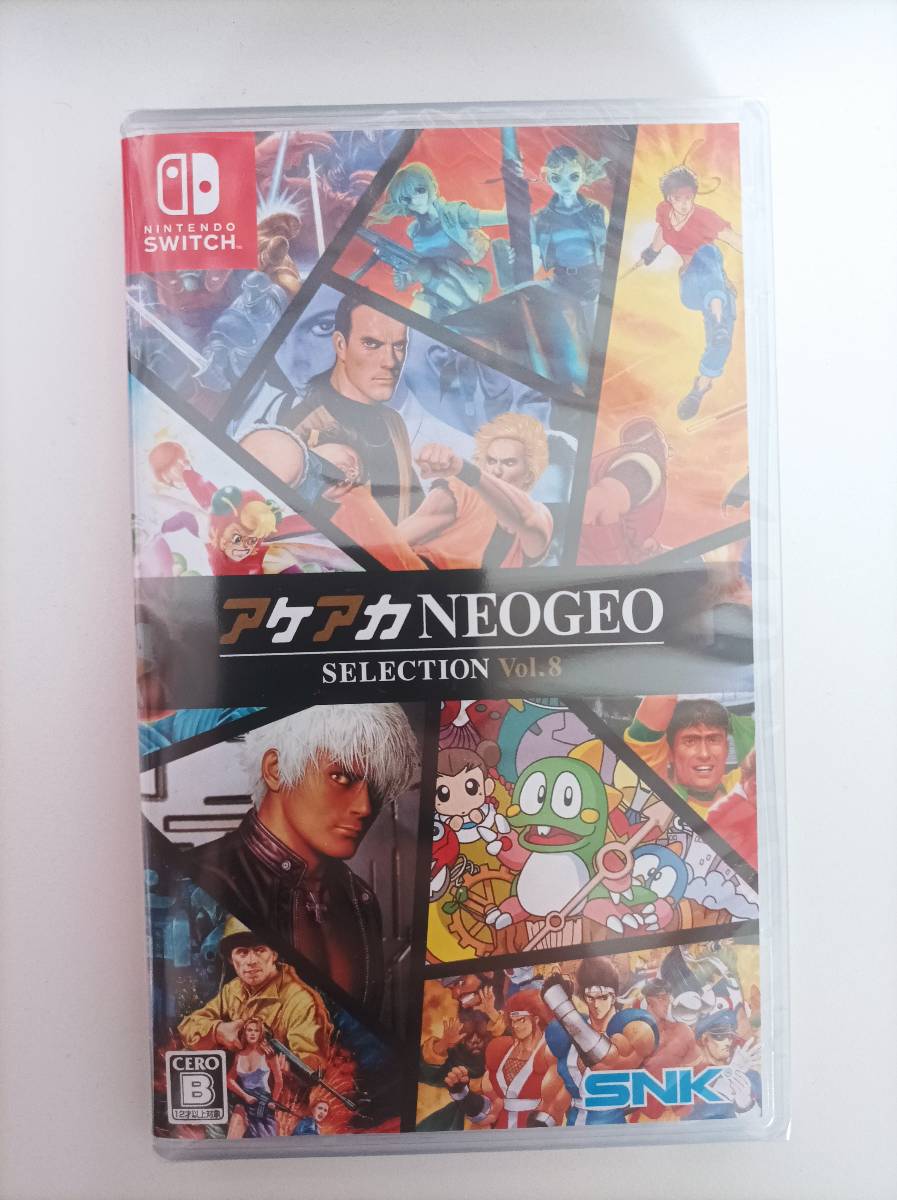 NINTENDO
SWITCH™
アケアカNEOGEO
SELECTION Vol.8
CERO
B
12才以上対象
SNK